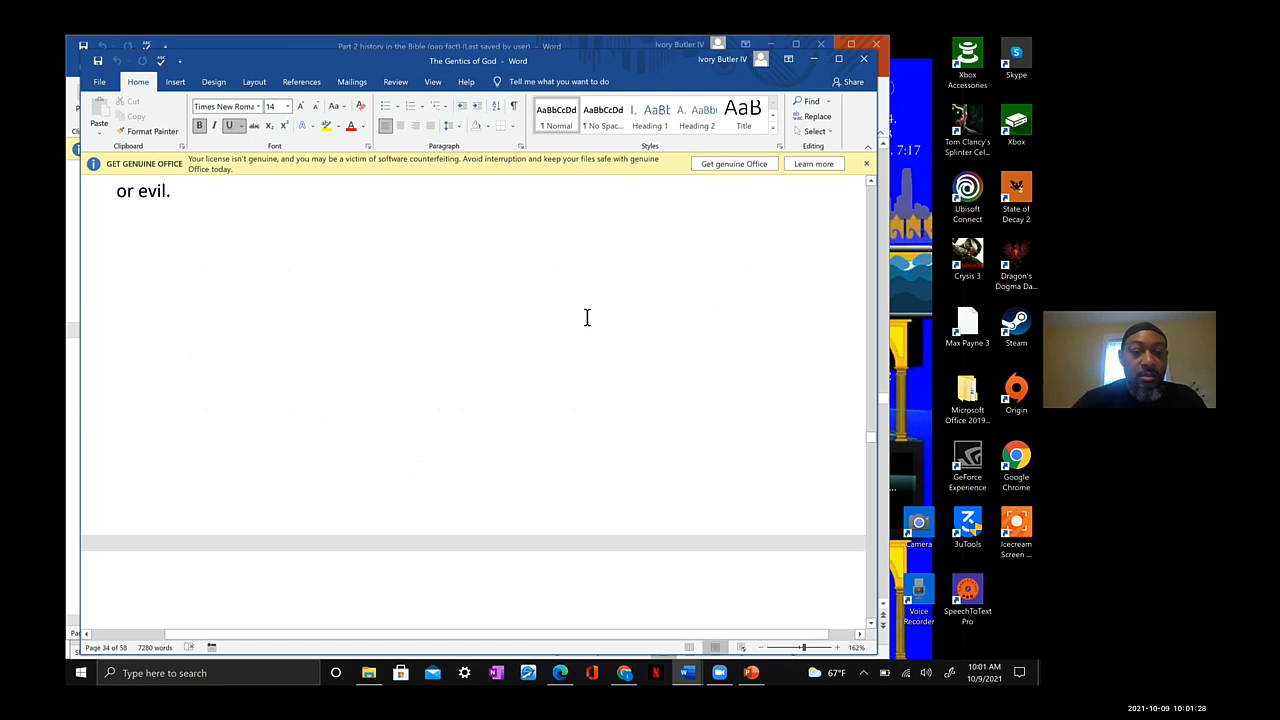 Part 2 history in the Bible (gap fact) (Last saved by user) - Word
Ivory Butler IV
The Gentics of God - Word
Ivory Butler IV
File
Home
Insert
Design
Layout
References
Mailings
Review
View
Help
Tell me what you want to do
Share
Paste
Cut
Copy
Format Painter
Clipboard
Times New Roma
14
Font
Paragraph
AaBbCcDd
¶ Normal
AaBbCcDd
¶ No Spac...
Heading 1
Heading 2
AaB
Title
Styles
Find
Replace
Select
Editing
GET GENUINE OFFICE
Your license isn't genuine, and you may be a victim of software counterfeiting. Avoid interruption and keep your files safe with genuine
Office today.
Get genuine Office
Learn more
or evil.
7:17
Page 34 of 58
7280 words
162%
Xbox
Accessories
Skype
Tom Clancy's
Splinter Cel...
Xbox
Ubisoft
Connect
State of
Decay 2
Crysis 3
Dragon's
Dogma Da...
Max Payne 3
Steam
Microsoft
Office 2019...
Origin
GeForce
Experience
Google
Chrome
Camera
3uTools
Icecream
Screen ...
Voice
Recorder
SpeechToText
Pro
Type here to search
67°F
10:01 AM
10/9/2021
2021-10-09 10:01:28